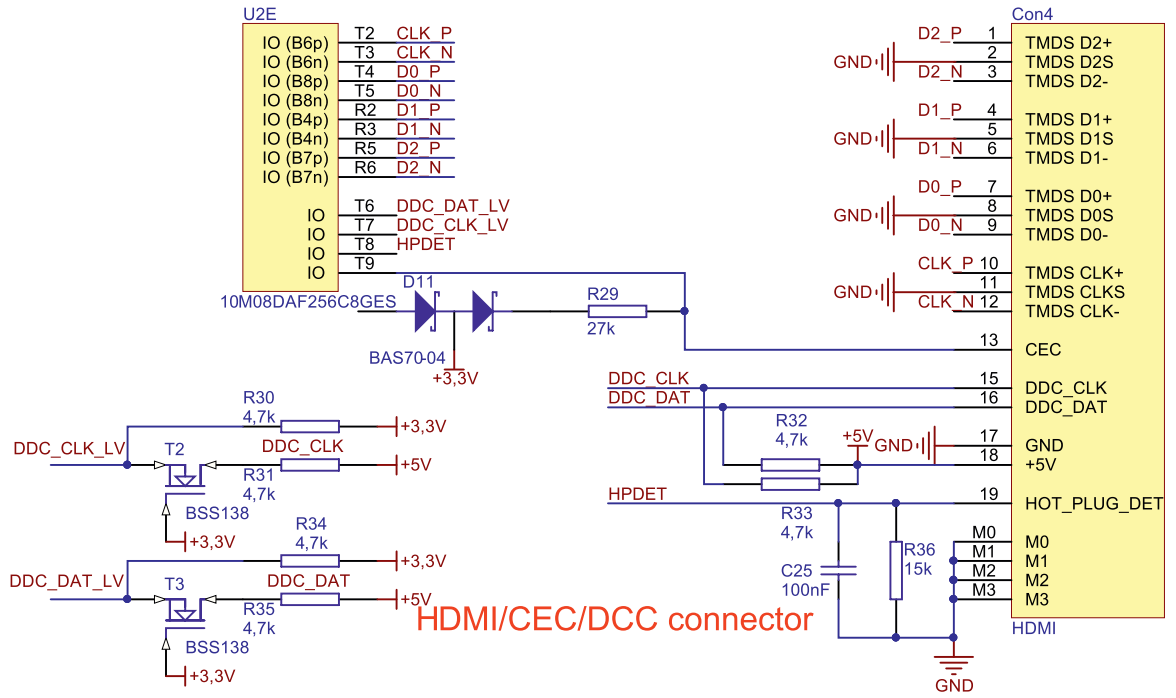 U2E
IO (B6p) T2 CLK_P
IO (B6n) T3 CLK_N
IO (B8p) T4 D0_P
IO (B8n) T5 D0_N
IO (B4p) R2 D1_P
IO (B4n) R3 D1_N
IO (B7p) R5 D2_P
IO (B7n) R6 D2_N
IO T6 DDC_DAT_LV
IO T7 DDC_CLK_LV
IO T8 HPDET
IO T9
10M08DAF256C8GES
D11
BAS70-04
+3,3V
R29
27k
R30
4,7k
+3,3V
DDC_CLK_LV
T2
DDC_CLK
+5V
R31
4,7k
BSS138
+3,3V
R34
4,7k
+3,3V
DDC_DAT_LV
T3
DDC_DAT
+5V
R35
4,7k
BSS138
+3,3V
HDMI/CEC/DCC connector
Con4
D2_P 1 TMDS D2+
GND 2 TMDS D2S
D2_N 3 TMDS D2-
D1_P 4 TMDS D1+
GND 5 TMDS D1S
D1_N 6 TMDS D1-
D0_P 7 TMDS D0+
GND 8 TMDS D0S
D0_N 9 TMDS D0-
CLK_P 10 TMDS CLK+
GND 11 TMDS CLKS
CLK_N 12 TMDS CLK-
13 CEC
DDC_CLK 15 DDC_CLK
DDC_DAT 16 DDC_DAT
R32
4,7k
+5V
GND 17 GND
18 +5V
HPDET 19 HOT_PLUG_DET
R33
4,7k
C25
100nF
R36
15k
M0 M0
M1 M1
M2 M2
M3 M3
HDMI
GND